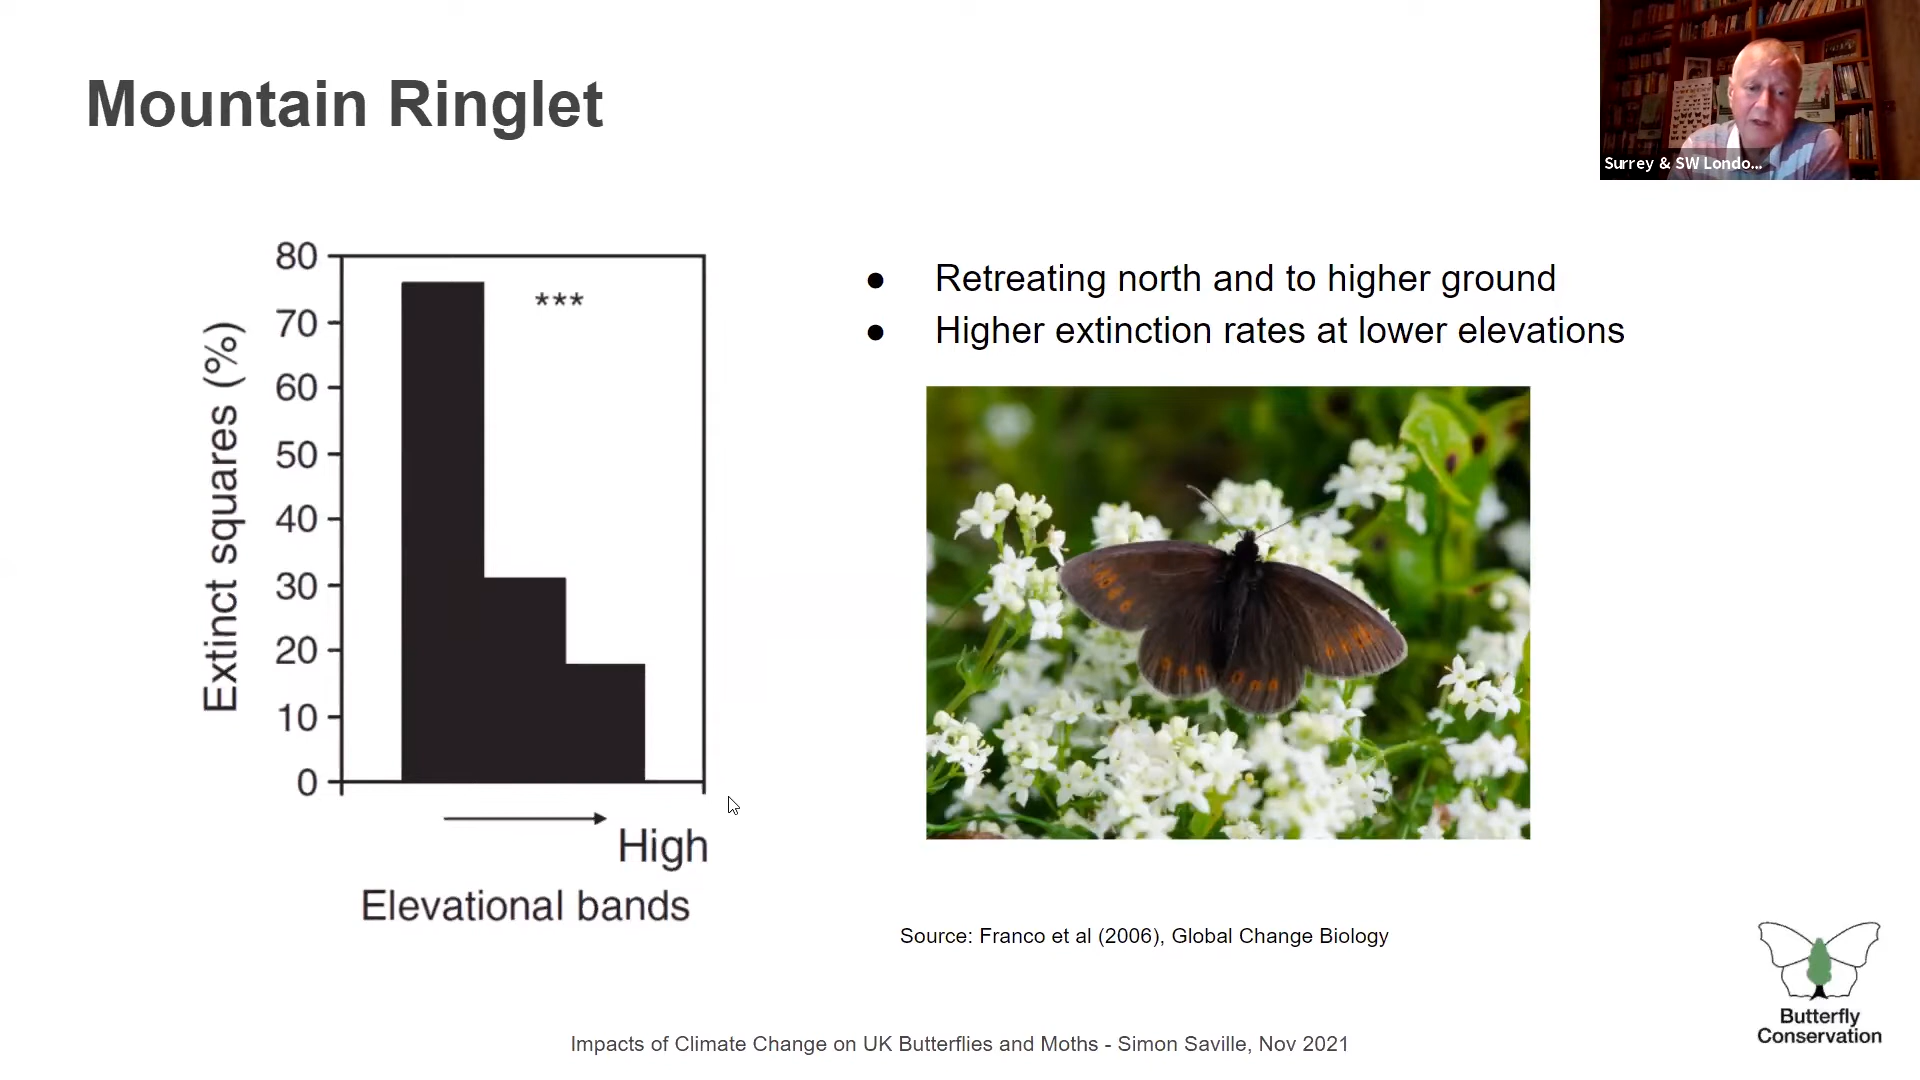 Mountain Ringlet
Surrey & SW Londo...
80
70
60
50
40
30
20
10
0
Extinct squares (%)
***
High
Elevational bands
● Retreating north and to higher ground
● Higher extinction rates at lower elevations
Source: Franco et al (2006), Global Change Biology
Butterfly
Conservation
Impacts of Climate Change on UK Butterflies and Moths - Simon Saville, Nov 2021